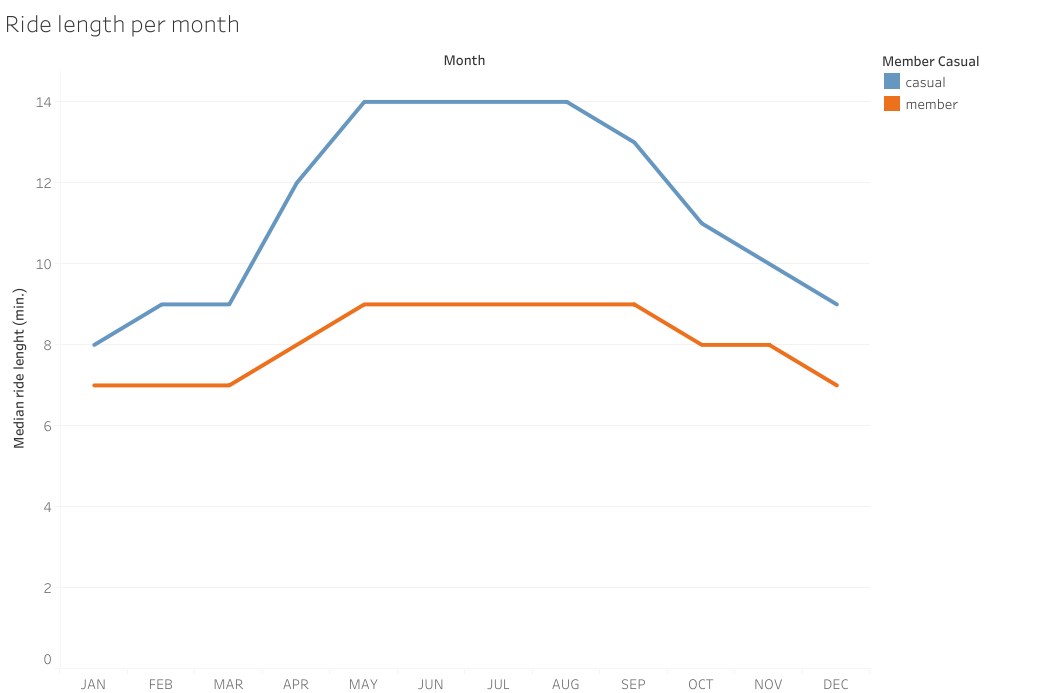 Ride length per month
Month
Member Casual
casual
member
Median ride lenght (min.)
14
12
10
8
6
4
2
0
JAN FEB MAR APR MAY JUN JUL AUG SEP OCT NOV DEC